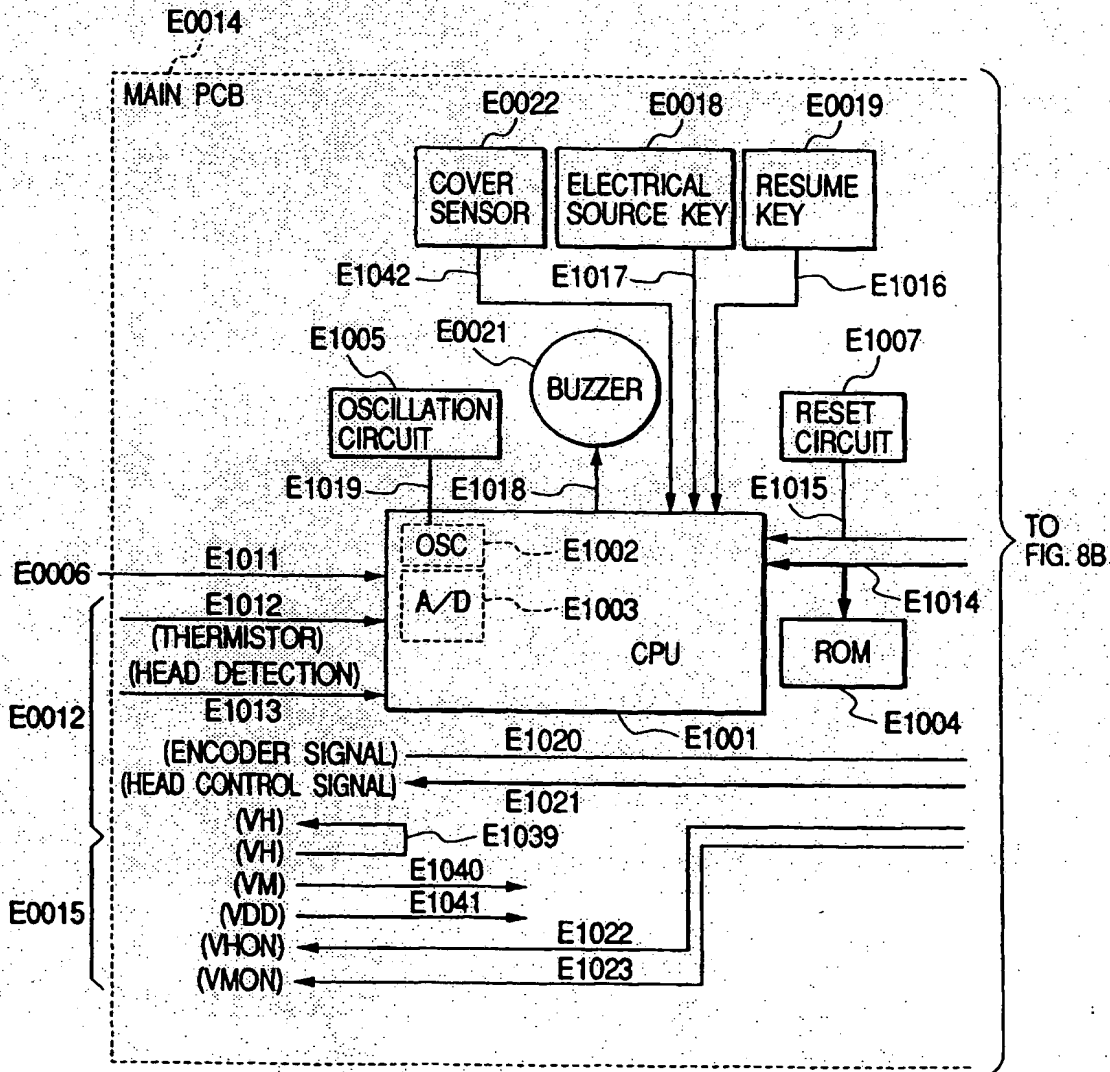 E0014
MAIN PCB
E0022
E0018
E0019
COVER
SENSOR
ELECTRICAL
SOURCE KEY
RESUME
KEY
E1042
E1017
E1016
E0021
E1005
E1007
BUZZER
OSCILLATION
CIRCUIT
RESET
CIRCUIT
E1019
E1018
E1015
OSC
E1002
TO
FIG. 8B
E0006
E1011
A/D
E1003
E1014
E1012
(THERMISTOR)
CPU
ROM
(HEAD DETECTION)
E1013
E0012
E1004
E1001
(ENCODER SIGNAL)
E1020
(HEAD CONTROL SIGNAL)
E1021
(VH)
E1039
(VH)
(VM)
E1040
E0015
(VDD)
E1041
(VHON)
E1022
(VMON)
E1023